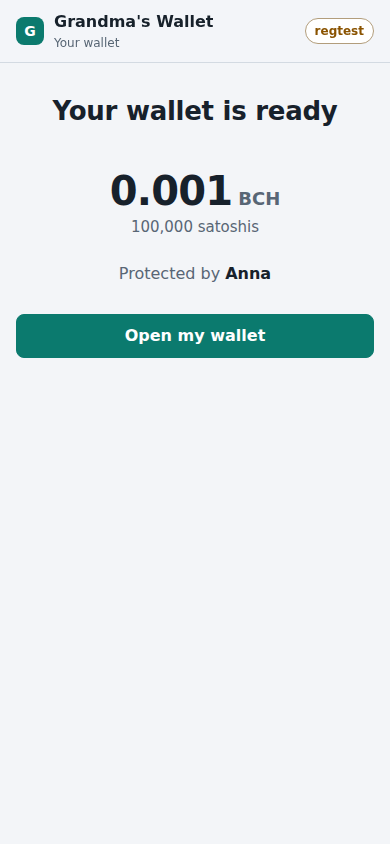 G
Grandma's Wallet
Your wallet
regtest
Your wallet is ready
0.001 BCH
100,000 satoshis
Protected by Anna
Open my wallet